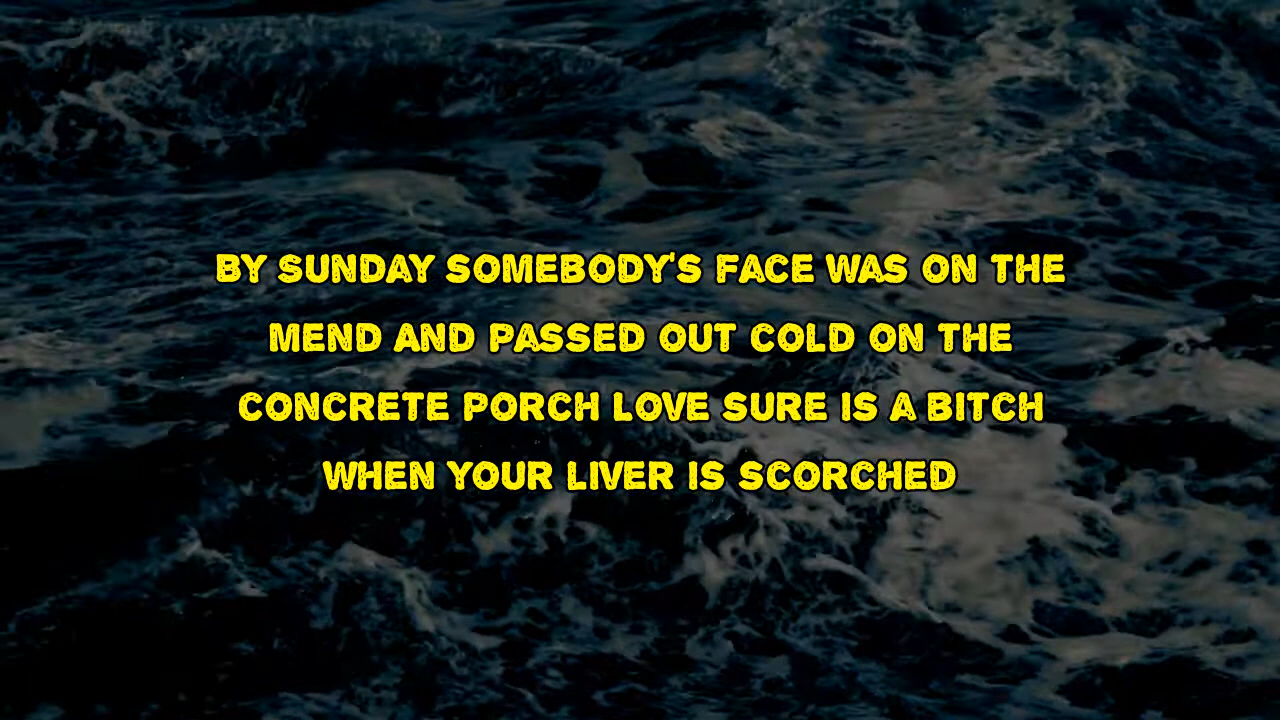 BY SUNDAY SOMEBODY'S FACE WAS ON THE
MEND AND PASSED OUT COLD ON THE
CONCRETE PORCH LOVE SURE IS A BITCH
WHEN YOUR LIVER IS SCORCHED